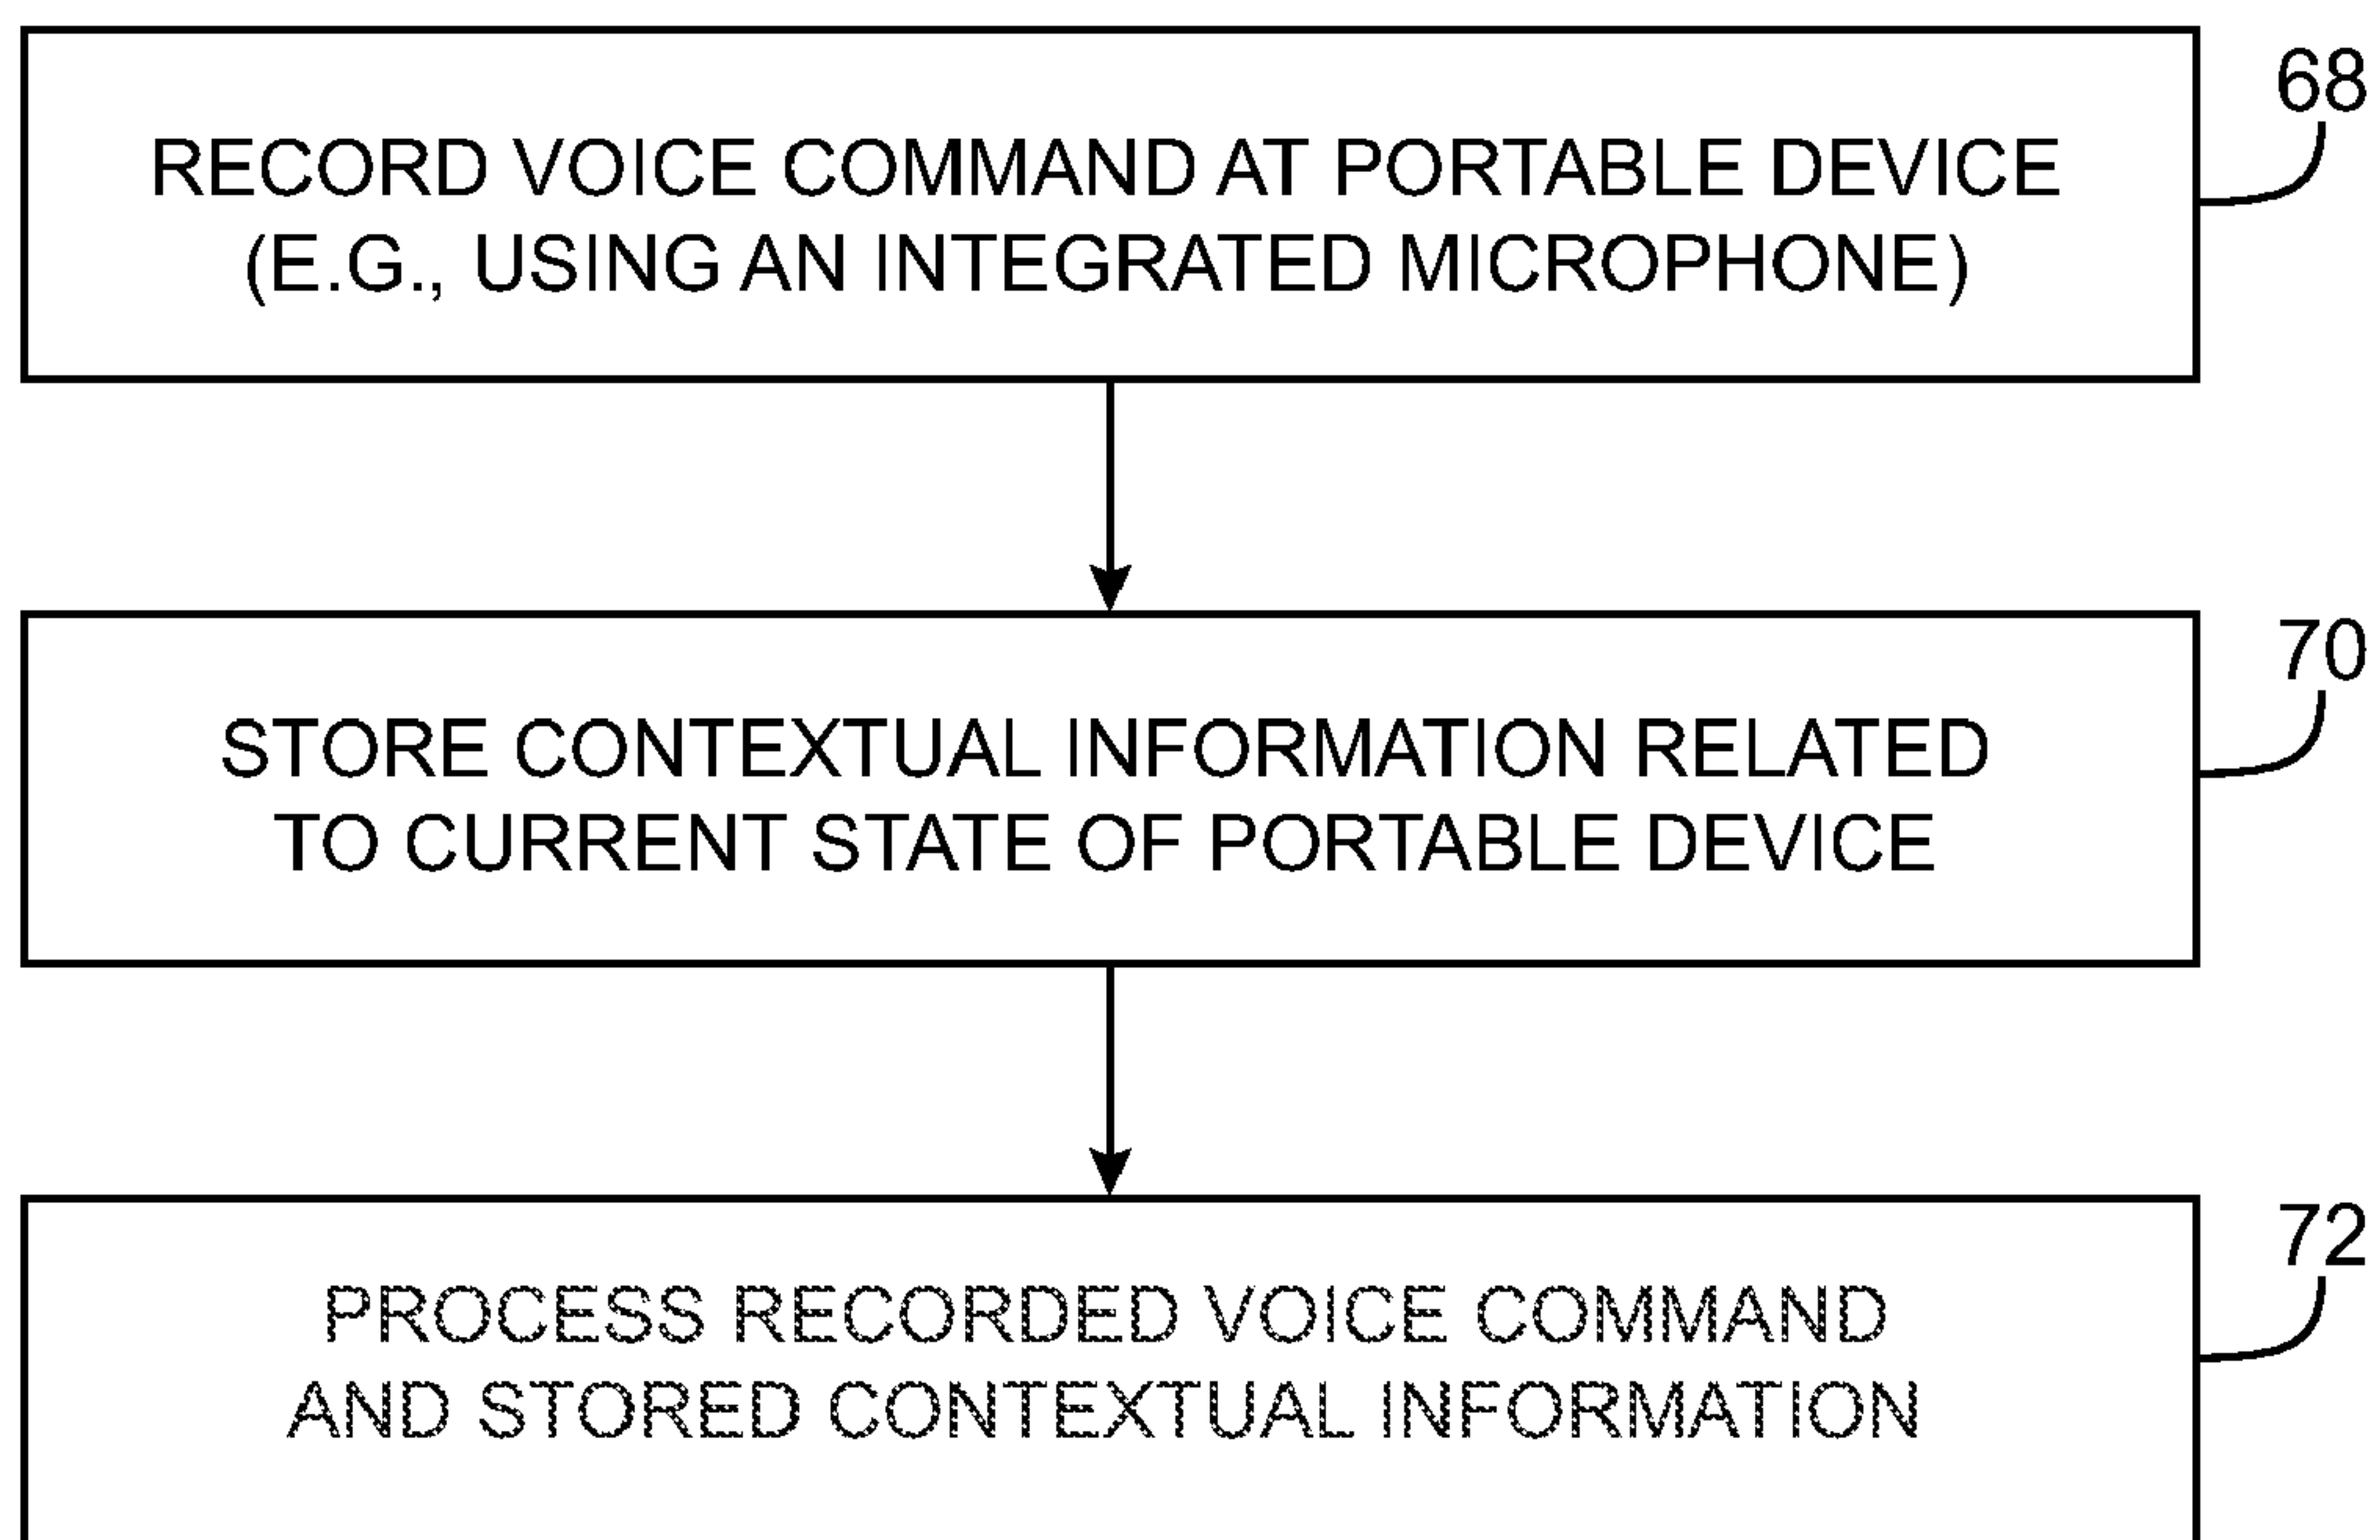 68
RECORD VOICE COMMAND AT PORTABLE DEVICE
(E.G., USING AN INTEGRATED MICROPHONE)
70
STORE CONTEXTUAL INFORMATION RELATED
TO CURRENT STATE OF PORTABLE DEVICE
72
PROCESS RECORDED VOICE COMMAND
AND STORED CONTEXTUAL INFORMATION